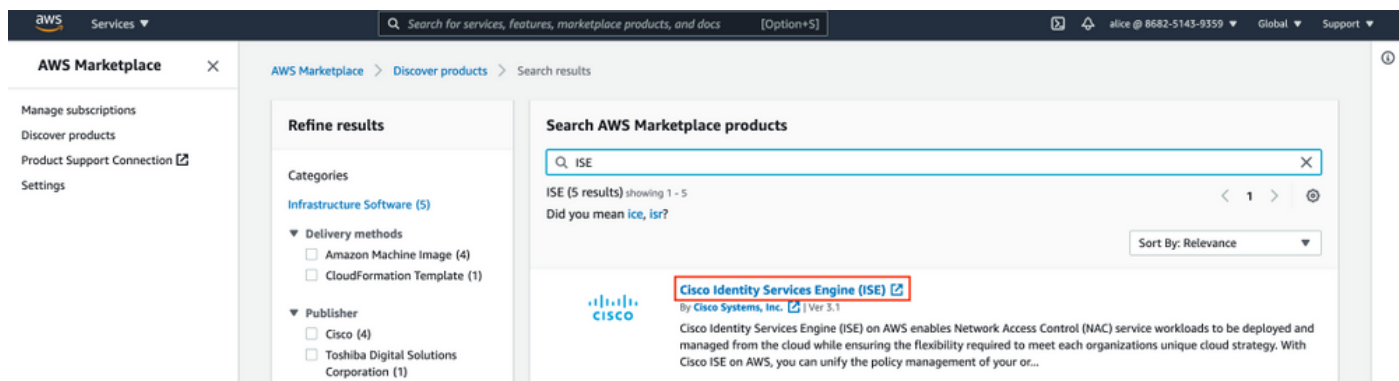 aws
Services ▼
Search for services, features, marketplace products, and docs [Option+S]
alice @ 8682-5143-9359 ▼
Global ▼
Support ▼
AWS Marketplace
Manage subscriptions
Discover products
Product Support Connection
Settings
AWS Marketplace > Discover products > Search results
Refine results
Categories
Infrastructure Software (5)
▼ Delivery methods
Amazon Machine Image (4)
CloudFormation Template (1)
▼ Publisher
Cisco (4)
Toshiba Digital Solutions
Corporation (1)
Search AWS Marketplace products
ISE
ISE (5 results) showing 1 - 5
< 1 >
Did you mean ice, isr?
Sort By: Relevance ▼
CISCO
Cisco Identity Services Engine (ISE)
By Cisco Systems, Inc. | Ver 3.1
Cisco Identity Services Engine (ISE) on AWS enables Network Access Control (NAC) service workloads to be deployed and
managed from the cloud while ensuring the flexibility required to meet each organizations unique cloud strategy. With
Cisco ISE on AWS, you can unify the policy management of your or...